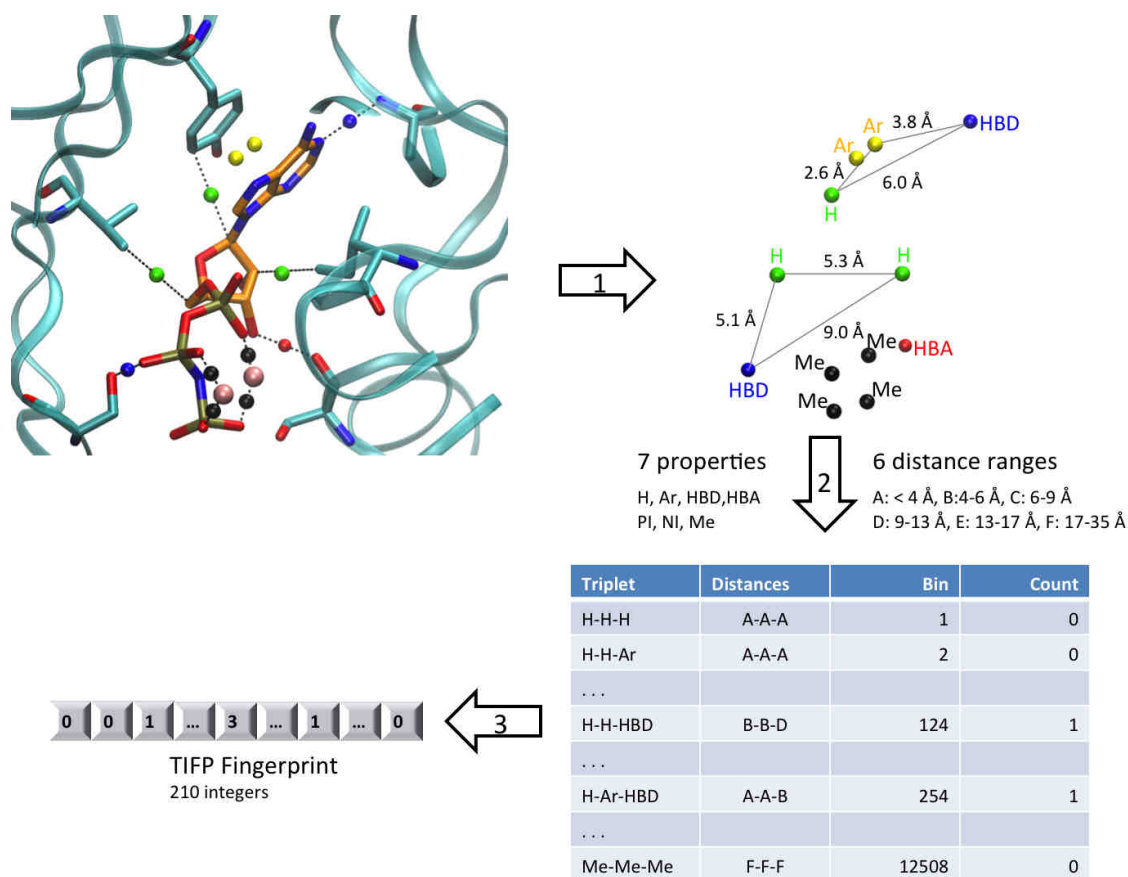 3.8 Å
HBD
Ar
Ar
2.6 Å
6.0 Å
H
1
H
H
5.3 Å
5.1 Å
9.0 Å
Me
HBA
Me
HBD
Me
Me
7 properties
H, Ar, HBD,HBA
PI, NI, Me
2
6 distance ranges
A: < 4 Å, B:4-6 Å, C: 6-9 Å
D: 9-13 Å, E: 13-17 Å, F: 17-35 Å
Triplet Distances Bin Count
H-H-H A-A-A 1 0
H-H-Ar A-A-A 2 0
. . .
H-H-HBD B-B-D 124 1
. . .
H-Ar-HBD A-A-B 254 1
. . .
Me-Me-Me F-F-F 12508 0
3
0 0 1 ... 3 ... 1 ... 0
TIFP Fingerprint
210 integers